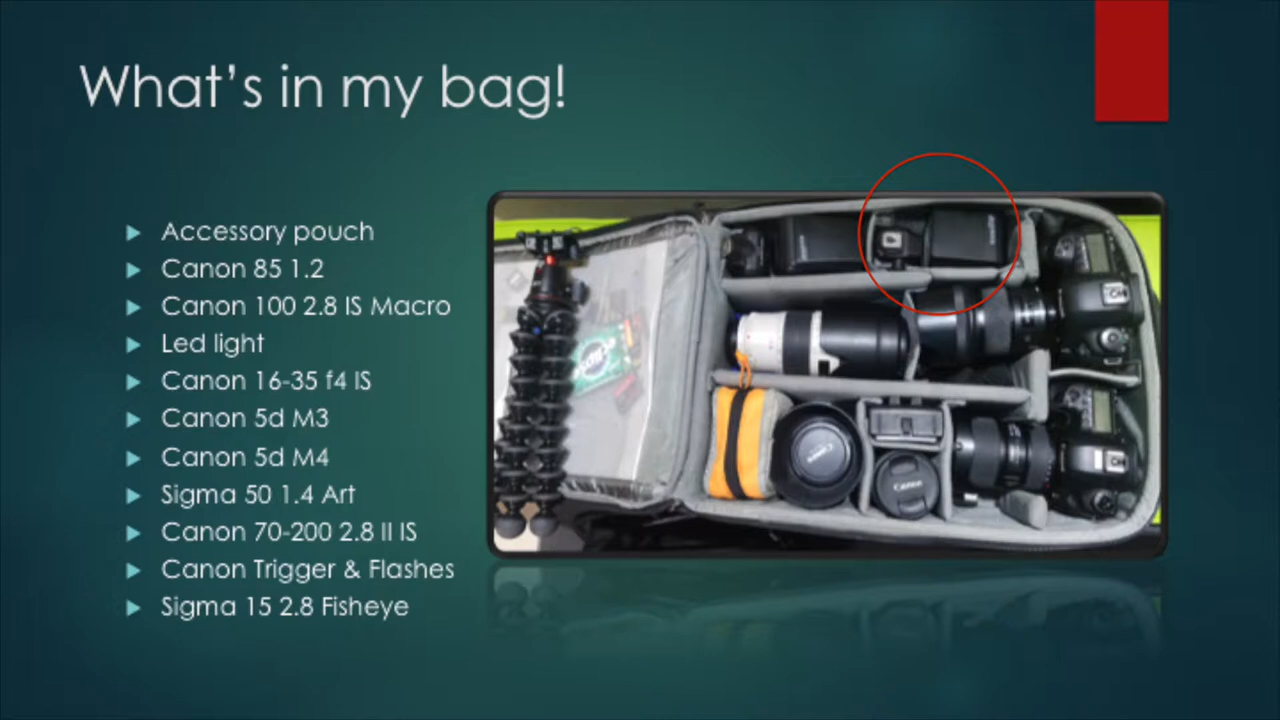 What's in my bag!
Accessory pouch
Canon 85 1.2
Canon 100 2.8 IS Macro
Led light
Canon 16-35 f4 IS
Canon 5d M3
Canon 5d M4
Sigma 50 1.4 Art
Canon 70-200 2.8 II IS
Canon Trigger & Flashes
Sigma 15 2.8 Fisheye
Canon
Canon